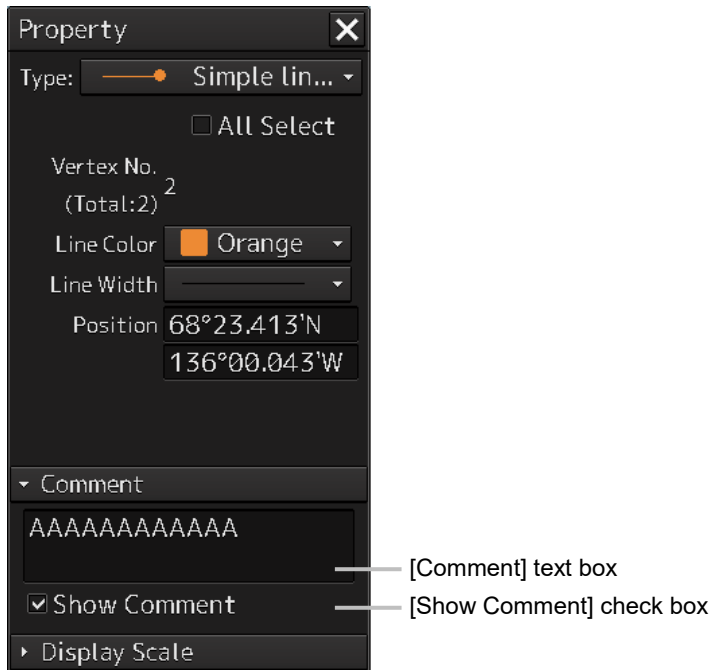 Property
Type: Simple lin...
All Select
Vertex No.
(Total:2) 2
Line Color Orange
Line Width
Position 68°23.413'N
136°00.043'W
Comment
AAAAAAAAAAAA
[Comment] text box
Show Comment [Show Comment] check box
Display Scale